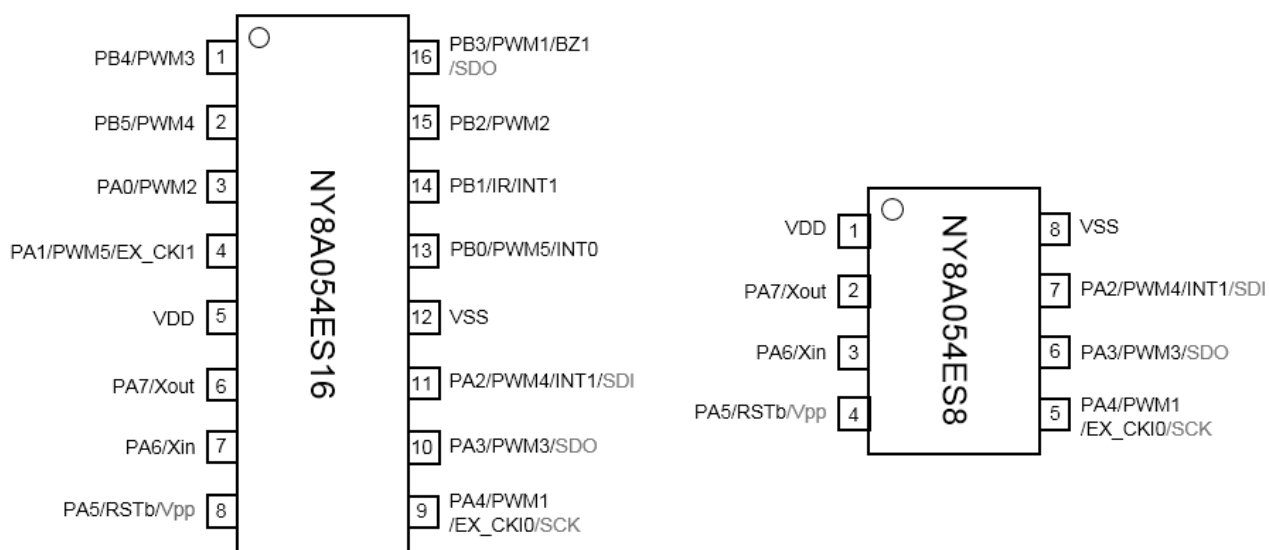 PB4/PWM3
1
PB5/PWM4
2
PA0/PWM2
3
PA1/PWM5/EX_CKI1
4
VDD
5
PA7/Xout
6
PA6/Xin
7
PA5/RSTb/Vpp
8
NY8A054ES16
16
PB3/PWM1/BZ1
/SDO
15
PB2/PWM2
14
PB1/IR/INT1
13
PB0/PWM5/INT0
12
VSS
11
PA2/PWM4/INT1/SDI
10
PA3/PWM3/SDO
9
PA4/PWM1
/EX_CKI0/SCK
VDD
1
PA7/Xout
2
PA6/Xin
3
PA5/RSTb/Vpp
4
NY8A054ES8
8
VSS
7
PA2/PWM4/INT1/SDI
6
PA3/PWM3/SDO
5
PA4/PWM1
/EX_CKI0/SCK